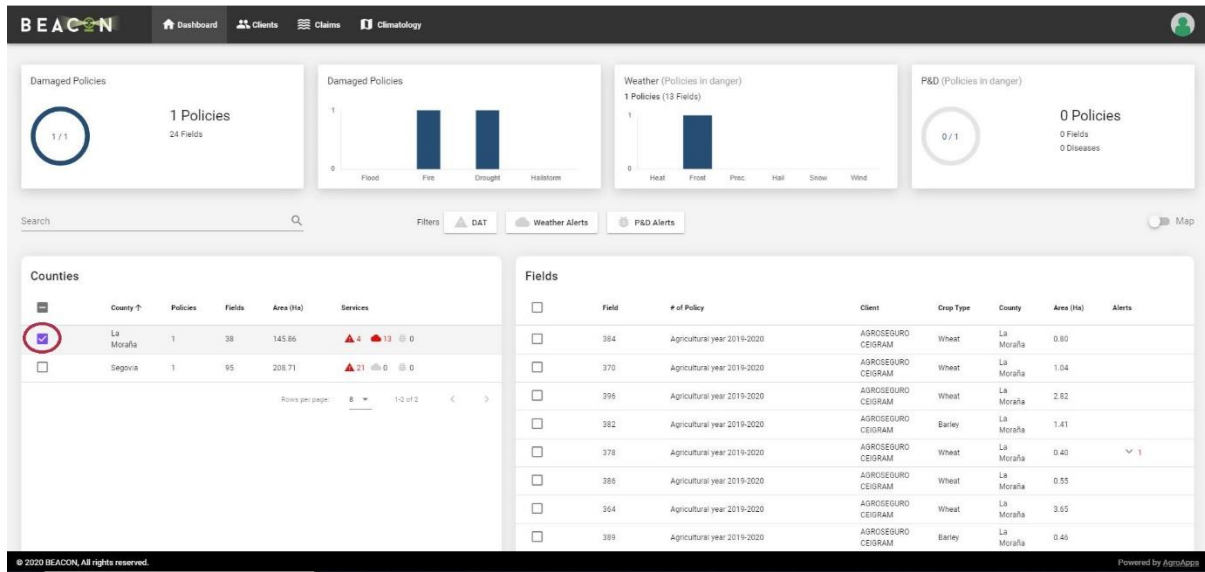 BEACON Dashboard Clients Claims Climatology
Damaged Policies
1 / 1
1 Policies
24 Fields
Damaged Policies
1
0
Flood Fire Drought Hailstorm
Weather (Policies in danger)
1 Policies (13 Fields)
1
0
Heat Frost Prec. Hail Snow Wind
P&D (Policies in danger)
0 / 1
0 Policies
0 Fields
0 Diseases
Search
Filters DAT Weather Alerts P&D Alerts
Map
Counties
County ↑ Policies Fields Area (Ha) Services
La Moraña 1 38 145.86 4 13 0
Segovia 1 95 208.71 21 0 0
Rows per page: 8 1-2 of 2 < >
Fields
Field # of Policy Client Crop Type County Area (Ha) Alerts
384 Agricultural year 2019-2020 AGROSEGURO CEIGRAM Wheat La Moraña 0.80
370 Agricultural year 2019-2020 AGROSEGURO CEIGRAM Wheat La Moraña 1.04
396 Agricultural year 2019-2020 AGROSEGURO CEIGRAM Wheat La Moraña 2.82
382 Agricultural year 2019-2020 AGROSEGURO CEIGRAM Barley La Moraña 1.41
378 Agricultural year 2019-2020 AGROSEGURO CEIGRAM Wheat La Moraña 0.40 1
386 Agricultural year 2019-2020 AGROSEGURO CEIGRAM Wheat La Moraña 0.55
364 Agricultural year 2019-2020 AGROSEGURO CEIGRAM Wheat La Moraña 3.65
389 Agricultural year 2019-2020 AGROSEGURO CEIGRAM Barley La Moraña 0.46
© 2020 BEACON, All rights reserved. Powered by AgroApps